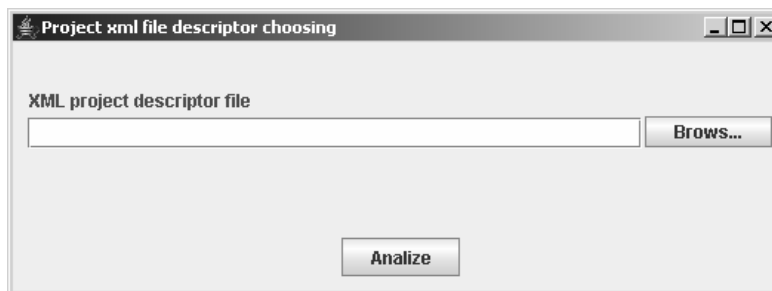 Project xml file descriptor choosing
XML project descriptor file
Brows...
Analize